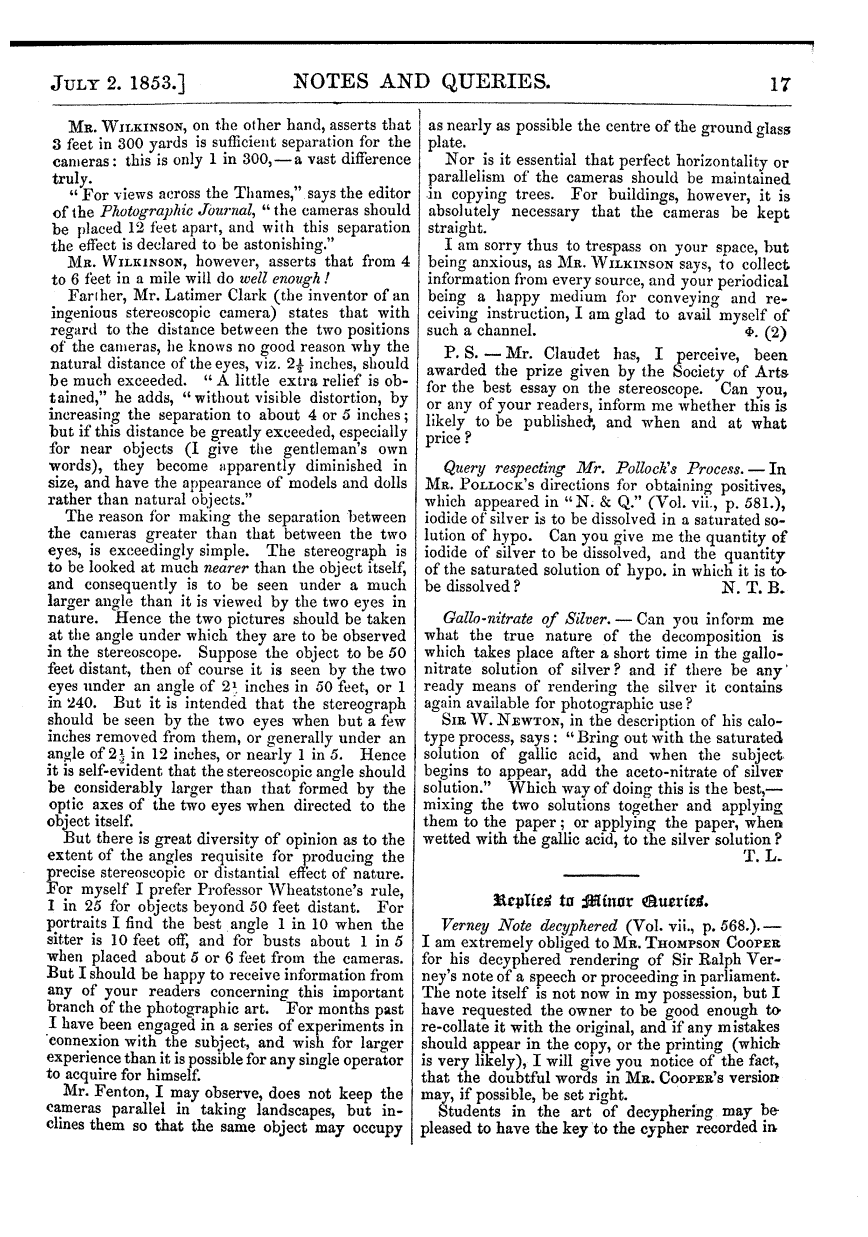 JULY 2. 1853.] NOTES AND QUERIES. 17
MR. WILKINSON, on the other hand, asserts that
3 feet in 300 yards is sufficient separation for the
cameras: this is only 1 in 300,—a vast difference
truly.
"For views across the Thames," says the editor
of the Photographic Journal, "the cameras should
be placed 12 feet apart, and with this separation
the effect is declared to be astonishing."
MR. WILKINSON, however, asserts that from 4
to 6 feet in a mile will do well enough!
Farther, Mr. Latimer Clark (the inventor of an
ingenious stereoscopic camera) states that with
regard to the distance between the two positions
of the cameras, he knows no good reason why the
natural distance of the eyes, viz. 2½ inches, should
be much exceeded. "A little extra relief is ob-
tained," he adds, "without visible distortion, by
increasing the separation to about 4 or 5 inches;
but if this distance be greatly exceeded, especially
for near objects (I give the gentleman's own
words), they become apparently diminished in
size, and have the appearance of models and dolls
rather than natural objects."
The reason for making the separation between
the cameras greater than that between the two
eyes, is exceedingly simple. The stereograph is
to be looked at much nearer than the object itself,
and consequently is to be seen under a much
larger angle than it is viewed by the two eyes in
nature. Hence the two pictures should be taken
at the angle under which they are to be observed
in the stereoscope. Suppose the object to be 50
feet distant, then of course it is seen by the two
eyes under an angle of 2½ inches in 50 feet, or 1
in 240. But it is intended that the stereograph
should be seen by the two eyes when but a few
inches removed from them, or generally under an
angle of 2½ in 12 inches, or nearly 1 in 5. Hence
it is self-evident that the stereoscopic angle should
be considerably larger than that formed by the
optic axes of the two eyes when directed to the
object itself.
But there is great diversity of opinion as to the
extent of the angles requisite for producing the
precise stereoscopic or distantial effect of nature.
For myself I prefer Professor Wheatstone's rule,
1 in 25 for objects beyond 50 feet distant. For
portraits I find the best angle 1 in 10 when the
sitter is 10 feet off, and for busts about 1 in 5
when placed about 5 or 6 feet from the cameras.
But I should be happy to receive information from
any of your readers concerning this important
branch of the photographic art. For months past
I have been engaged in a series of experiments in
connexion with the subject, and wish for larger
experience than it is possible for any single operator
to acquire for himself.
Mr. Fenton, I may observe, does not keep the
cameras parallel in taking landscapes, but in-
clines them so that the same object may occupy
as nearly as possible the centre of the ground glass
plate.
Nor is it essential that perfect horizontality or
parallelism of the cameras should be maintained
in copying trees. For buildings, however, it is
absolutely necessary that the cameras be kept
straight.
I am sorry thus to trespass on your space, but
being anxious, as MR. WILKINSON says, to collect
information from every source, and your periodical
being a happy medium for conveying and re-
ceiving instruction, I am glad to avail myself of
such a channel. Φ. (2)
P. S. — Mr. Claudet has, I perceive, been
awarded the prize given by the Society of Arts
for the best essay on the stereoscope. Can you,
or any of your readers, inform me whether this is
likely to be published, and when and at what
price?
Query respecting Mr. Pollock's Process. — In
MR. POLLOCK's directions for obtaining positives,
which appeared in "N. & Q." (Vol. vii., p. 581.),
iodide of silver is to be dissolved in a saturated so-
lution of hypo. Can you give me the quantity of
iodide of silver to be dissolved, and the quantity
of the saturated solution of hypo. in which it is to
be dissolved? N. T. B.
Gallo-nitrate of Silver. — Can you inform me
what the true nature of the decomposition is
which takes place after a short time in the gallo-
nitrate solution of silver? and if there be any
ready means of rendering the silver it contains
again available for photographic use?
SIR W. NEWTON, in the description of his calo-
type process, says: "Bring out with the saturated
solution of gallic acid, and when the subject
begins to appear, add the aceto-nitrate of silver
solution." Which way of doing this is the best,—
mixing the two solutions together and applying
them to the paper; or applying the paper, when
wetted with the gallic acid, to the silver solution?
T. L.
Replies to Minor Queries.
Verney Note decyphered (Vol. vii., p. 568.).—
I am extremely obliged to MR. THOMPSON COOPER
for his decyphered rendering of Sir Ralph Ver-
ney's note of a speech or proceeding in parliament.
The note itself is not now in my possession, but I
have requested the owner to be good enough to
re-collate it with the original, and if any mistakes
should appear in the copy, or the printing (which
is very likely), I will give you notice of the fact,
that the doubtful words in MR. COOPER's version
may, if possible, be set right.
Students in the art of decyphering may be
pleased to have the key to the cypher recorded in